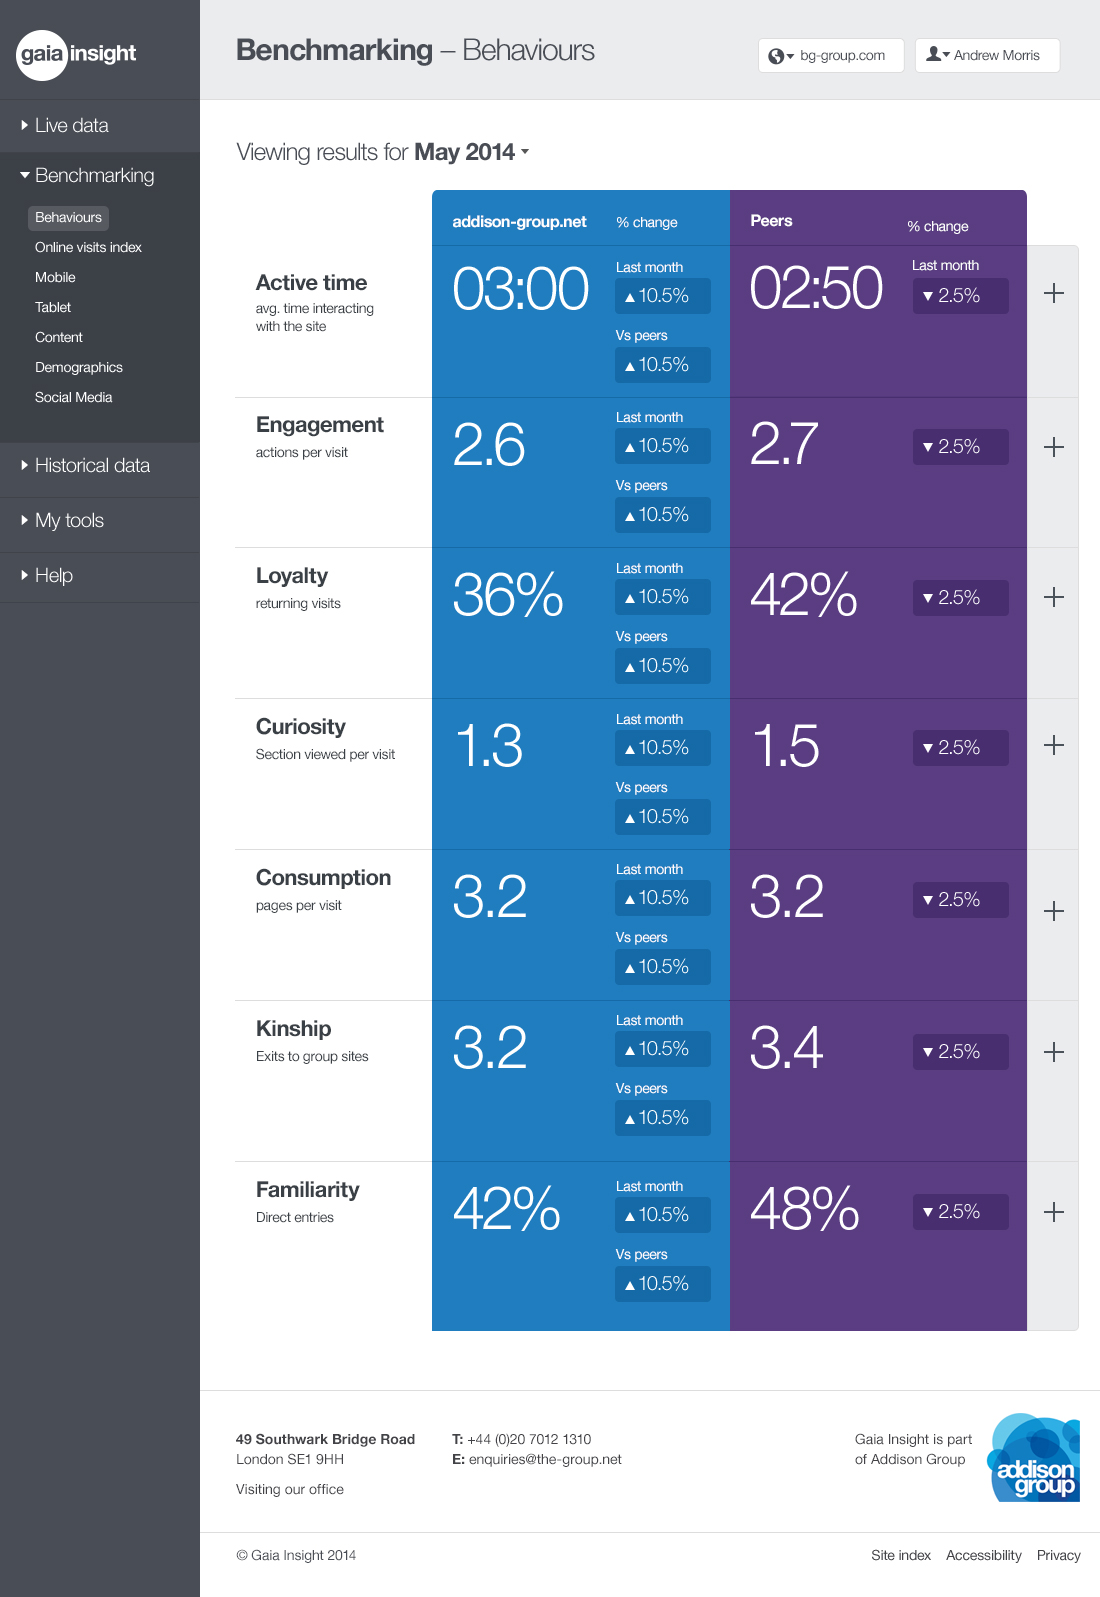 gaia insight
Benchmarking – Behaviours
bg-group.com
Andrew Morris
Live data
Benchmarking
Behaviours
Online visits index
Mobile
Tablet
Content
Demographics
Social Media
Historical data
My tools
Help
Viewing results for May 2014
addison-group.net % change Peers % change
Active time
avg. time interacting
with the site
03:00
Last month
10.5%
Vs peers
10.5%
02:50
Last month
2.5%
Engagement
actions per visit
2.6
Last month
10.5%
Vs peers
10.5%
2.7
2.5%
Loyalty
returning visits
36%
Last month
10.5%
Vs peers
10.5%
42%
2.5%
Curiosity
Section viewed per visit
1.3
Last month
10.5%
Vs peers
10.5%
1.5
2.5%
Consumption
pages per visit
3.2
Last month
10.5%
Vs peers
10.5%
3.2
2.5%
Kinship
Exits to group sites
3.2
Last month
10.5%
Vs peers
10.5%
3.4
2.5%
Familiarity
Direct entries
42%
Last month
10.5%
Vs peers
10.5%
48%
2.5%
49 Southwark Bridge Road
London SE1 9HH
Visiting our office
T: +44 (0)20 7012 1310
E: enquiries@the-group.net
Gaia Insight is part
of Addison Group
addison
group
© Gaia Insight 2014
Site index Accessibility Privacy